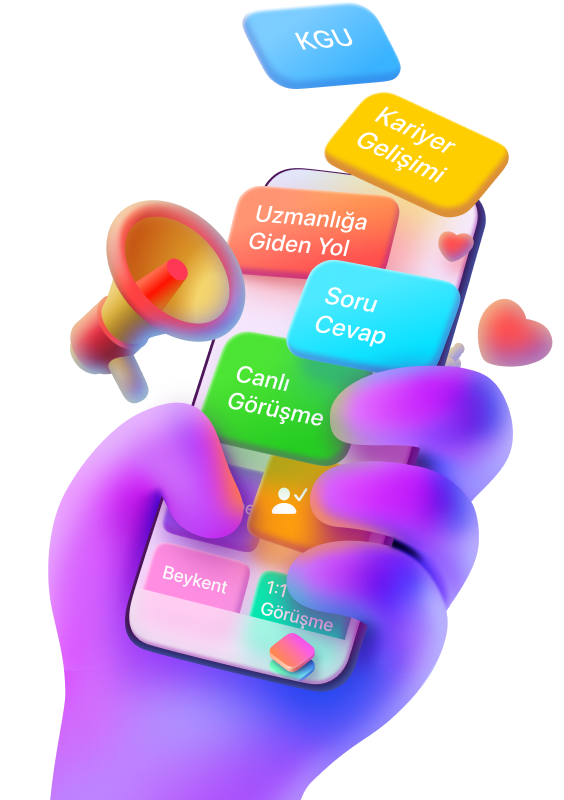 KGU
Kariyer
Gelişimi
Uzmanlığa
Giden Yol
Soru
Cevap
Canlı
Görüşme
Beykent
1:1
Görüşme